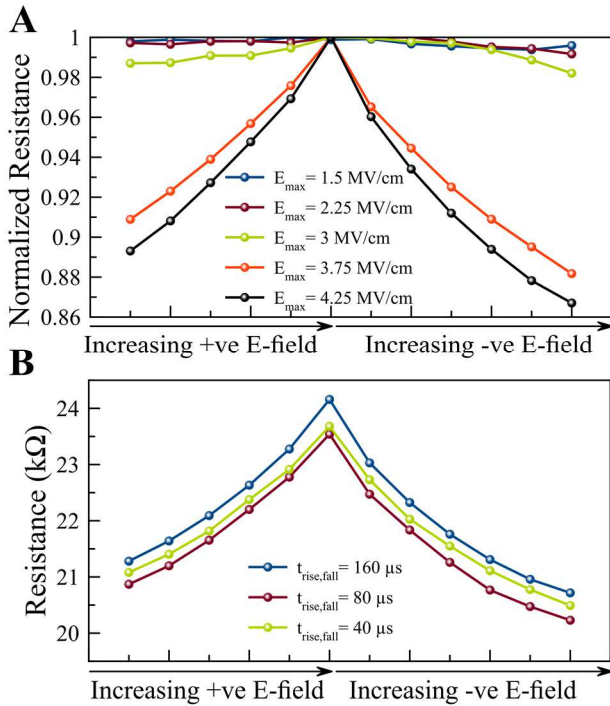 A
Normalized Resistance
1
0.98
0.96
0.94
0.92
0.9
0.88
0.86
Emax= 1.5 MV/cm
Emax= 2.25 MV/cm
Emax= 3 MV/cm
Emax= 3.75 MV/cm
Emax= 4.25 MV/cm
Increasing +ve E-field
Increasing -ve E-field
B
Resistance (kΩ)
24
23
22
21
20
trise,fall= 160 µs
trise,fall= 80 µs
trise,fall= 40 µs
Increasing +ve E-field
Increasing -ve E-field